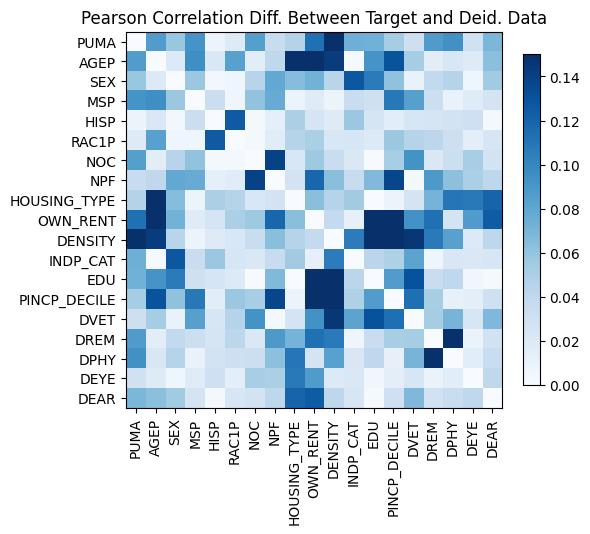 Pearson Correlation Diff. Between Target and Deid. Data
PUMA
AGEP
SEX
MSP
HISP
RAC1P
NOC
NPF
HOUSING_TYPE
OWN_RENT
DENSITY
INDP_CAT
EDU
PINCP_DECILE
DVET
DREM
DPHY
DEYE
DEAR
PUMA
AGEP
SEX
MSP
HISP
RAC1P
NOC
NPF
HOUSING_TYPE
OWN_RENT
DENSITY
INDP_CAT
EDU
PINCP_DECILE
DVET
DREM
DPHY
DEYE
DEAR
0.14
0.12
0.10
0.08
0.06
0.04
0.02
0.00